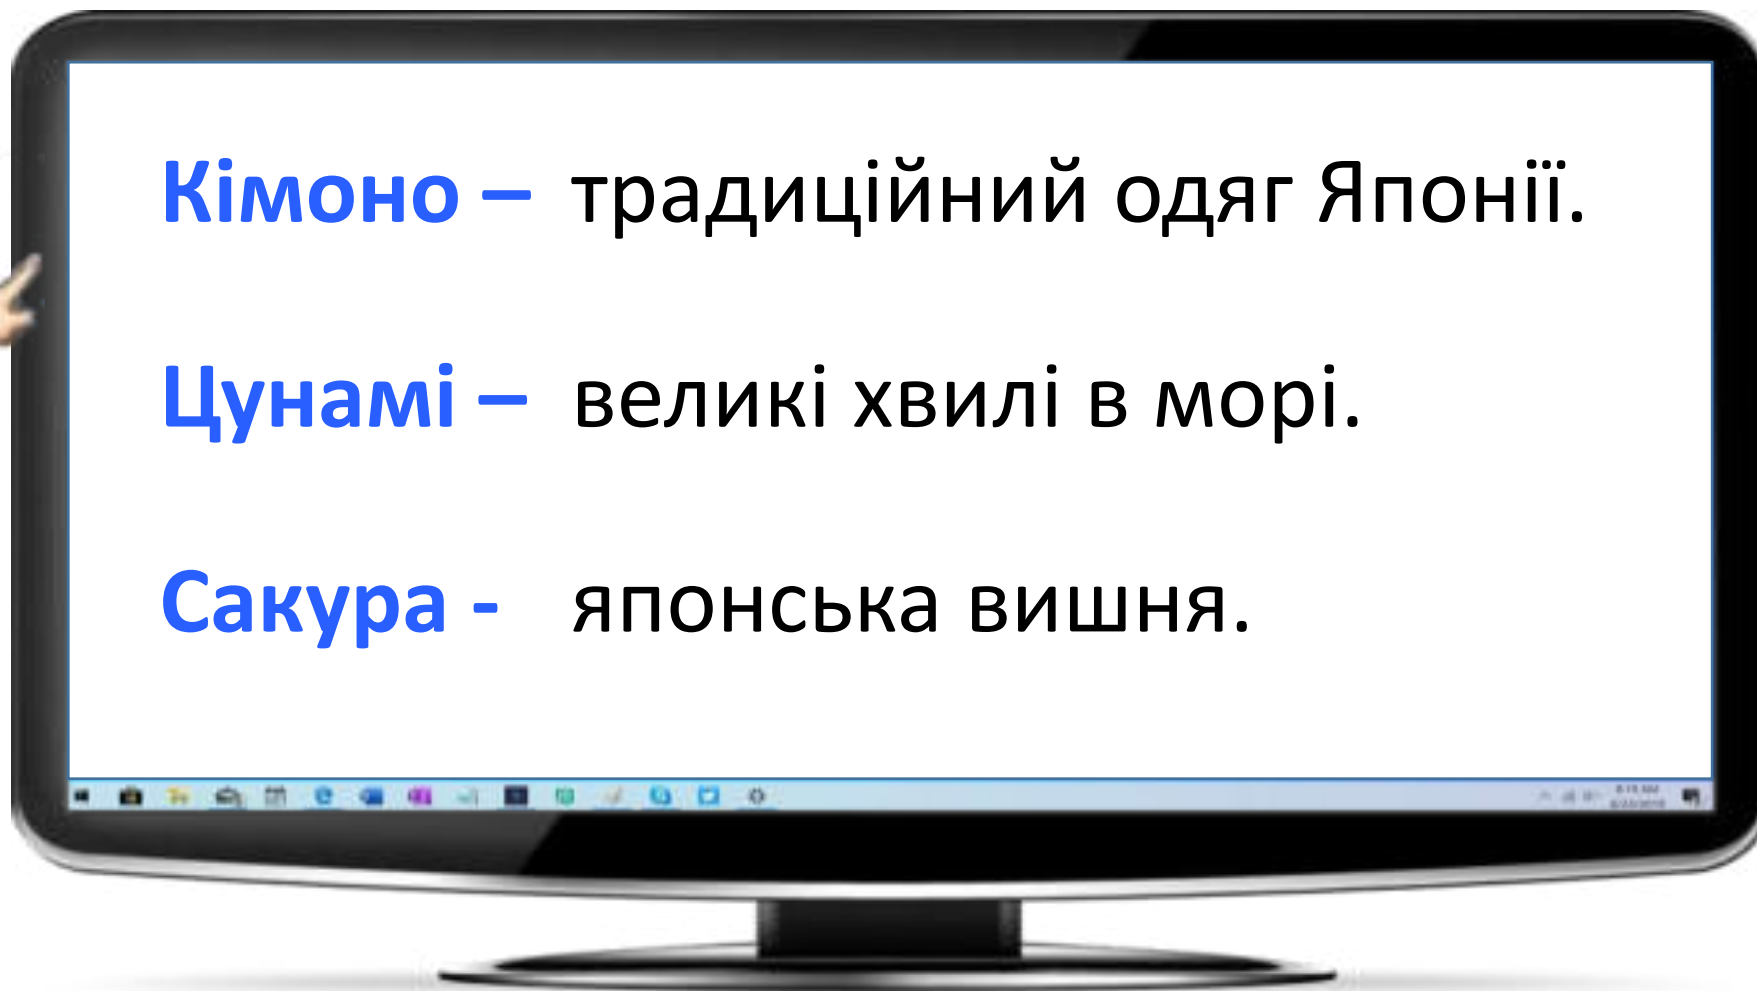 Кімоно – традиційний одяг Японії.
Цунамі – великі хвилі в морі.
Сакура - японська вишня.